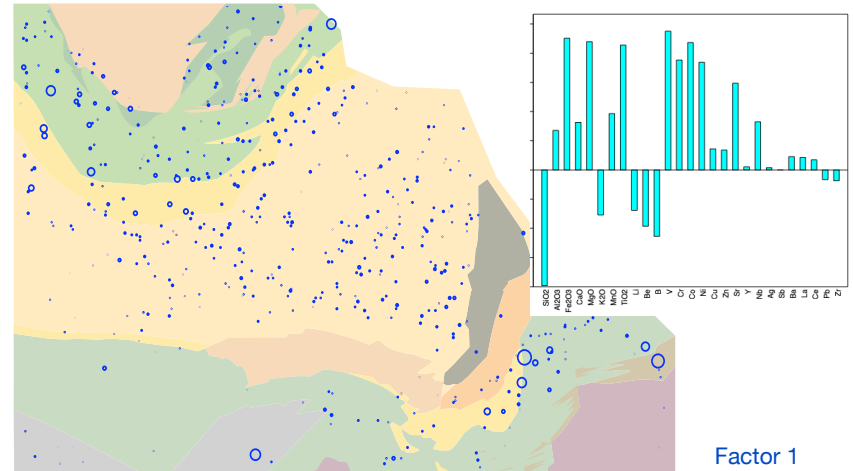 SiO2
Al2O3
Fe2O3
CaO
MgO
K2O
MnO
TiO2
Li
Be
B
V
Cr
Co
Ni
Cu
Zn
Sr
Y
Nb
Ag
Sb
Ba
La
Ce
Pb
Zr
Factor 1